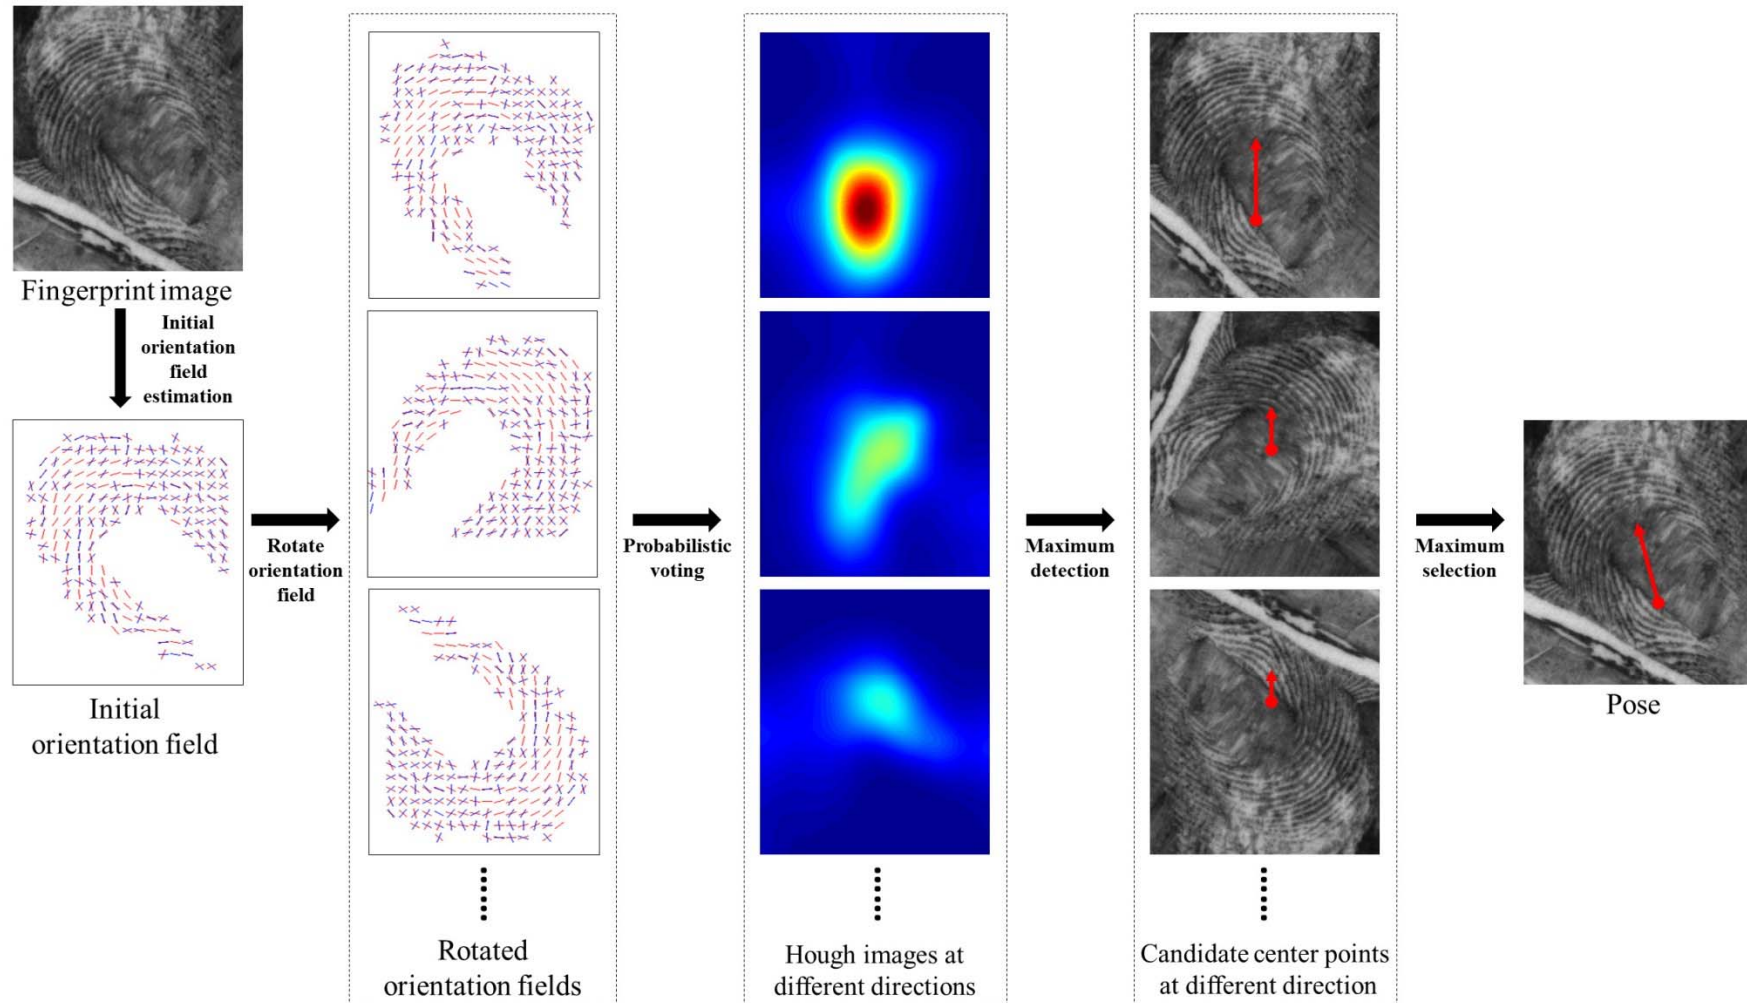 Fingerprint image
Initial
orientation
field
estimation
Initial
orientation field
Rotate
orientation
field
Rotated
orientation fields
Probabilistic
voting
Hough images at
different directions
Maximum
detection
Candidate center points
at different direction
Maximum
selection
Pose